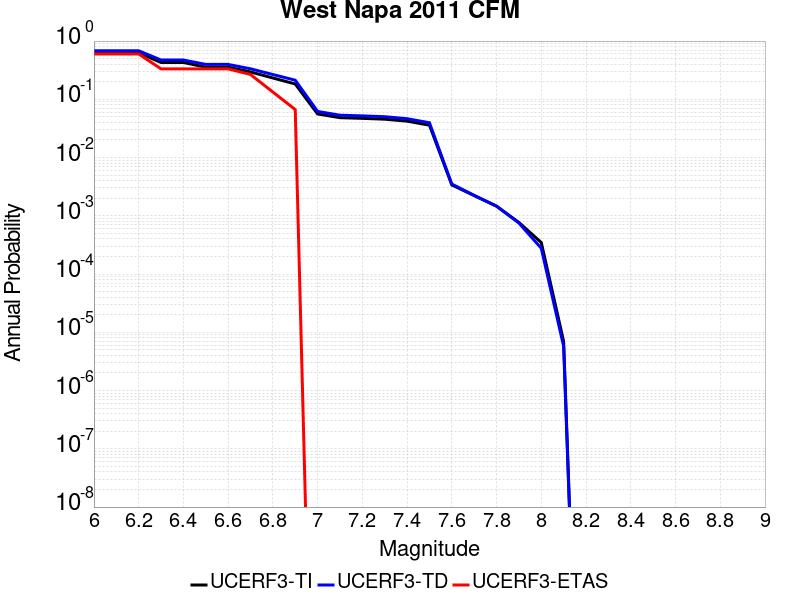 West Napa 2011 CFM
Annual Probability
10^0
10^-1
10^-2
10^-3
10^-4
10^-5
10^-6
10^-7
10^-8
6 6.2 6.4 6.6 6.8 7 7.2 7.4 7.6 7.8 8 8.2 8.4 8.6 8.8 9
Magnitude
UCERF3-TI UCERF3-TD UCERF3-ETAS